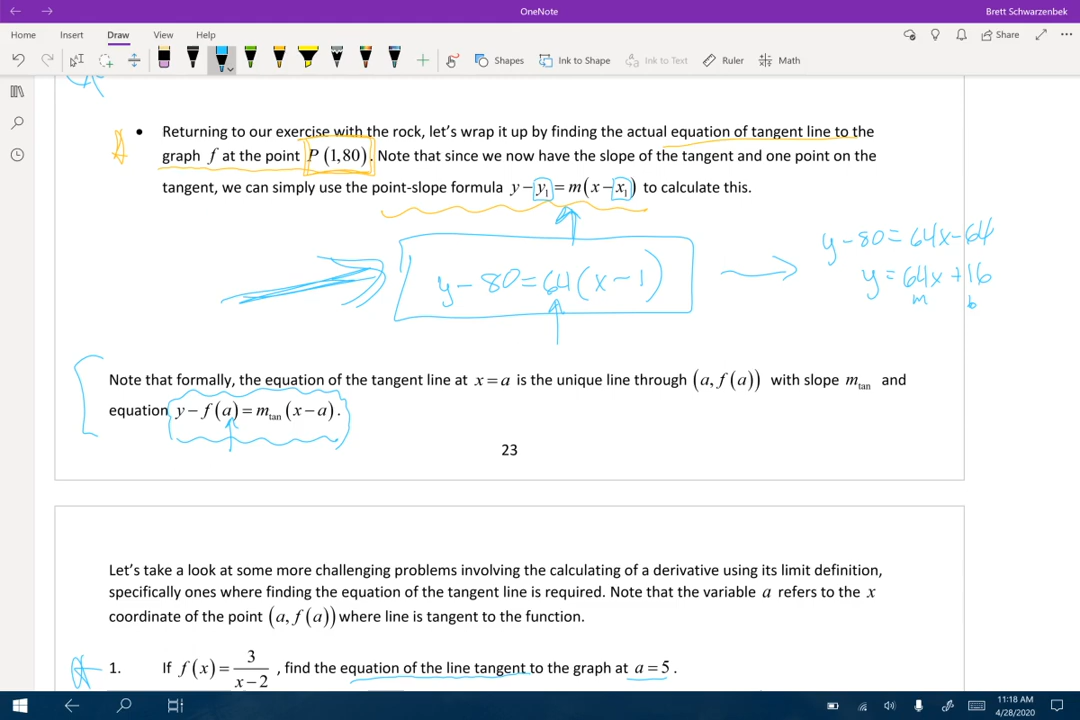 OneNote
Brett Schwarzenbek
Home Insert Draw View Help
Share
Shapes Ink to Shape Ink to Text Ruler Math
• Returning to our exercise with the rock, let's wrap it up by finding the actual equation of tangent line to the
graph f at the point P(1,80). Note that since we now have the slope of the tangent and one point on the
tangent, we can simply use the point-slope formula y − y₁ = m(x − x₁) to calculate this.
y − 80 = 64x − 64
y − 80 = 64(x − 1)
y = 64x + 16
m b
Note that formally, the equation of the tangent line at x = a is the unique line through (a, f(a)) with slope mtan and
equation y − f(a) = mtan(x − a).
23
Let's take a look at some more challenging problems involving the calculating of a derivative using its limit definition,
specifically ones where finding the equation of the tangent line is required. Note that the variable a refers to the x
coordinate of the point (a, f(a)) where line is tangent to the function.
1. If f(x) = 3/(x−2), find the equation of the line tangent to the graph at a = 5.
11:18 AM
4/28/2020